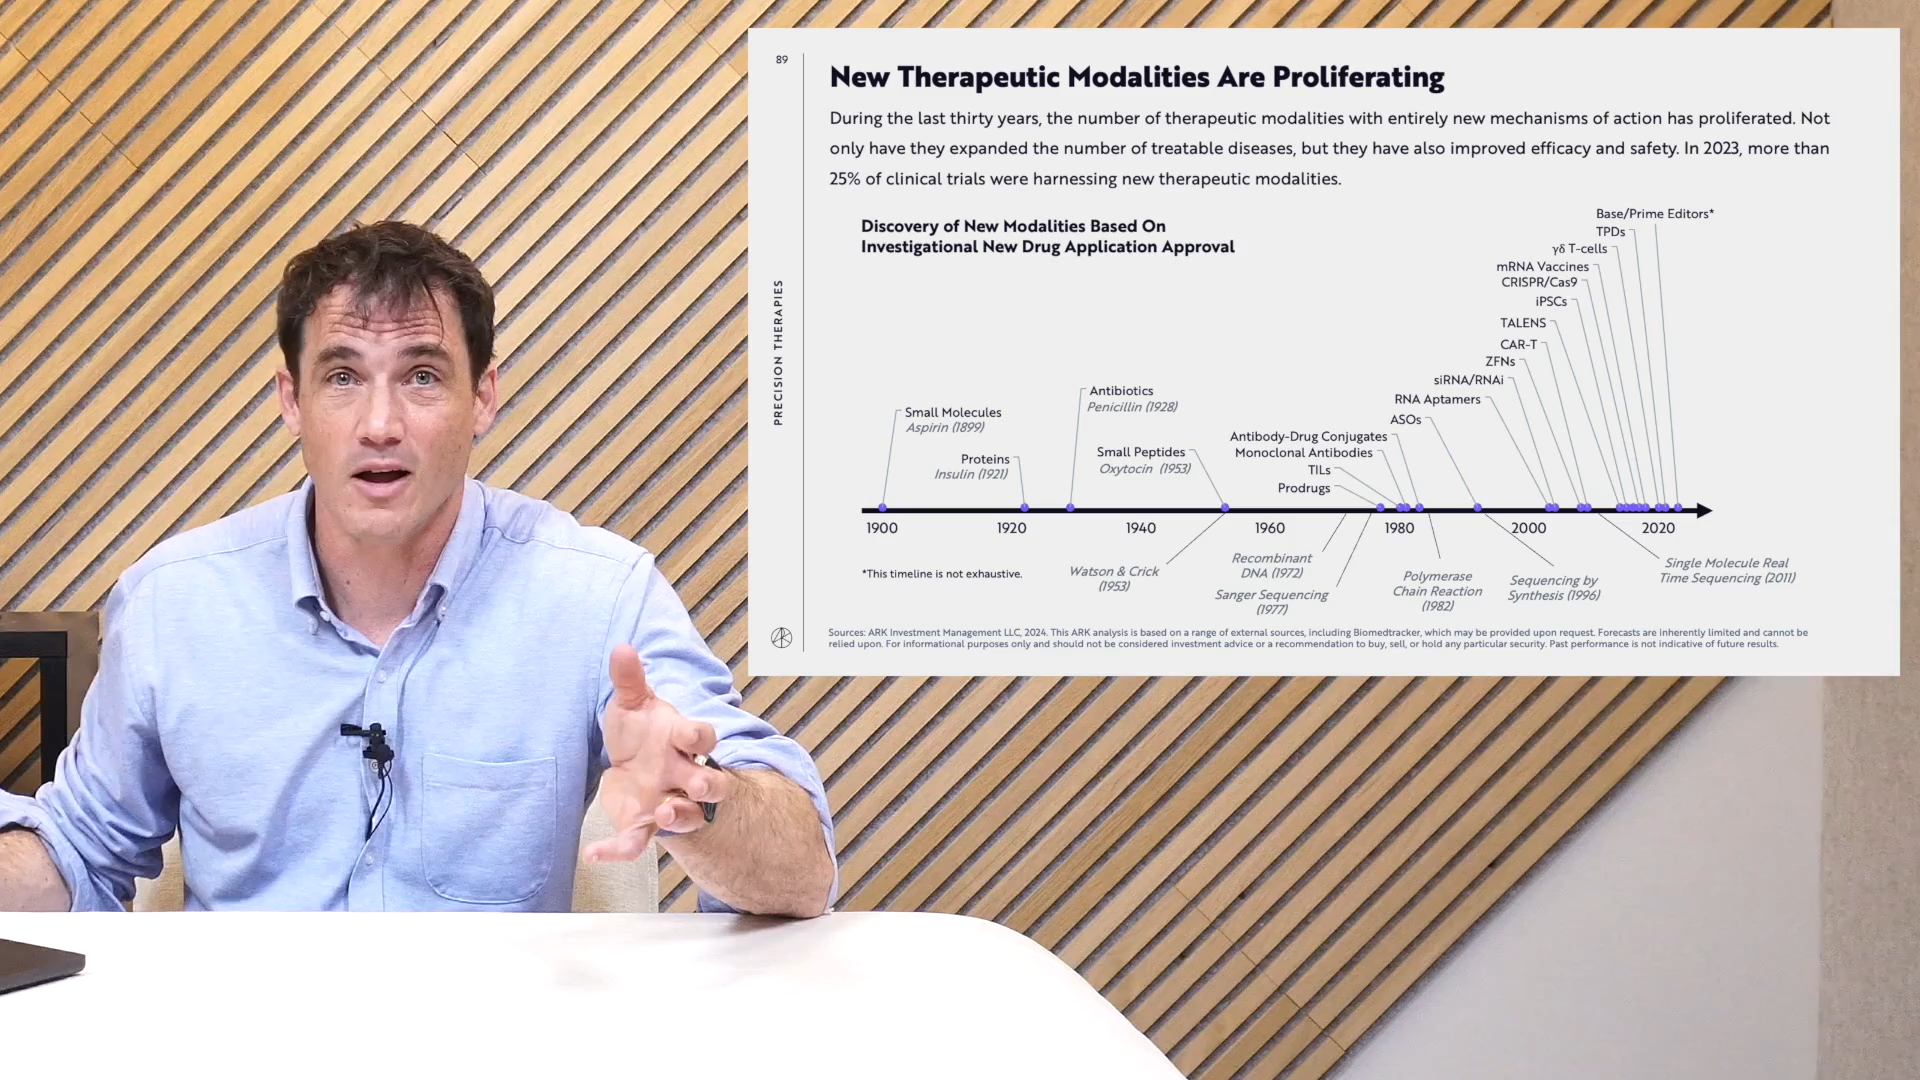 89
New Therapeutic Modalities Are Proliferating
During the last thirty years, the number of therapeutic modalities with entirely new mechanisms of action has proliferated. Not
only have they expanded the number of treatable diseases, but they have also improved efficacy and safety. In 2023, more than
25% of clinical trials were harnessing new therapeutic modalities.
PRECISION THERAPIES
Discovery of New Modalities Based On
Investigational New Drug Application Approval
Base/Prime Editors*
TPDs
γδ T-cells
mRNA Vaccines
CRISPR/Cas9
iPSCs
TALENS
CAR-T
ZFNs
siRNA/RNAi
RNA Aptamers
ASOs
Antibody-Drug Conjugates
Monoclonal Antibodies
TILs
Prodrugs
Antibiotics
Penicillin (1928)
Small Molecules
Aspirin (1899)
Proteins
Insulin (1921)
Small Peptides
Oxytocin (1953)
1900
1920
1940
1960
1980
2000
2020
*This timeline is not exhaustive.
Watson & Crick
(1953)
Recombinant
DNA (1972)
Sanger Sequencing
(1977)
Polymerase
Chain Reaction
(1982)
Sequencing by
Synthesis (1996)
Single Molecule Real
Time Sequencing (2011)
Sources: ARK Investment Management LLC, 2024. This ARK analysis is based on a range of external sources, including Biomedtracker, which may be provided upon request. Forecasts are inherently limited and cannot be
relied upon. For informational purposes only and should not be considered investment advice or a recommendation to buy, sell, or hold any particular security. Past performance is not indicative of future results.